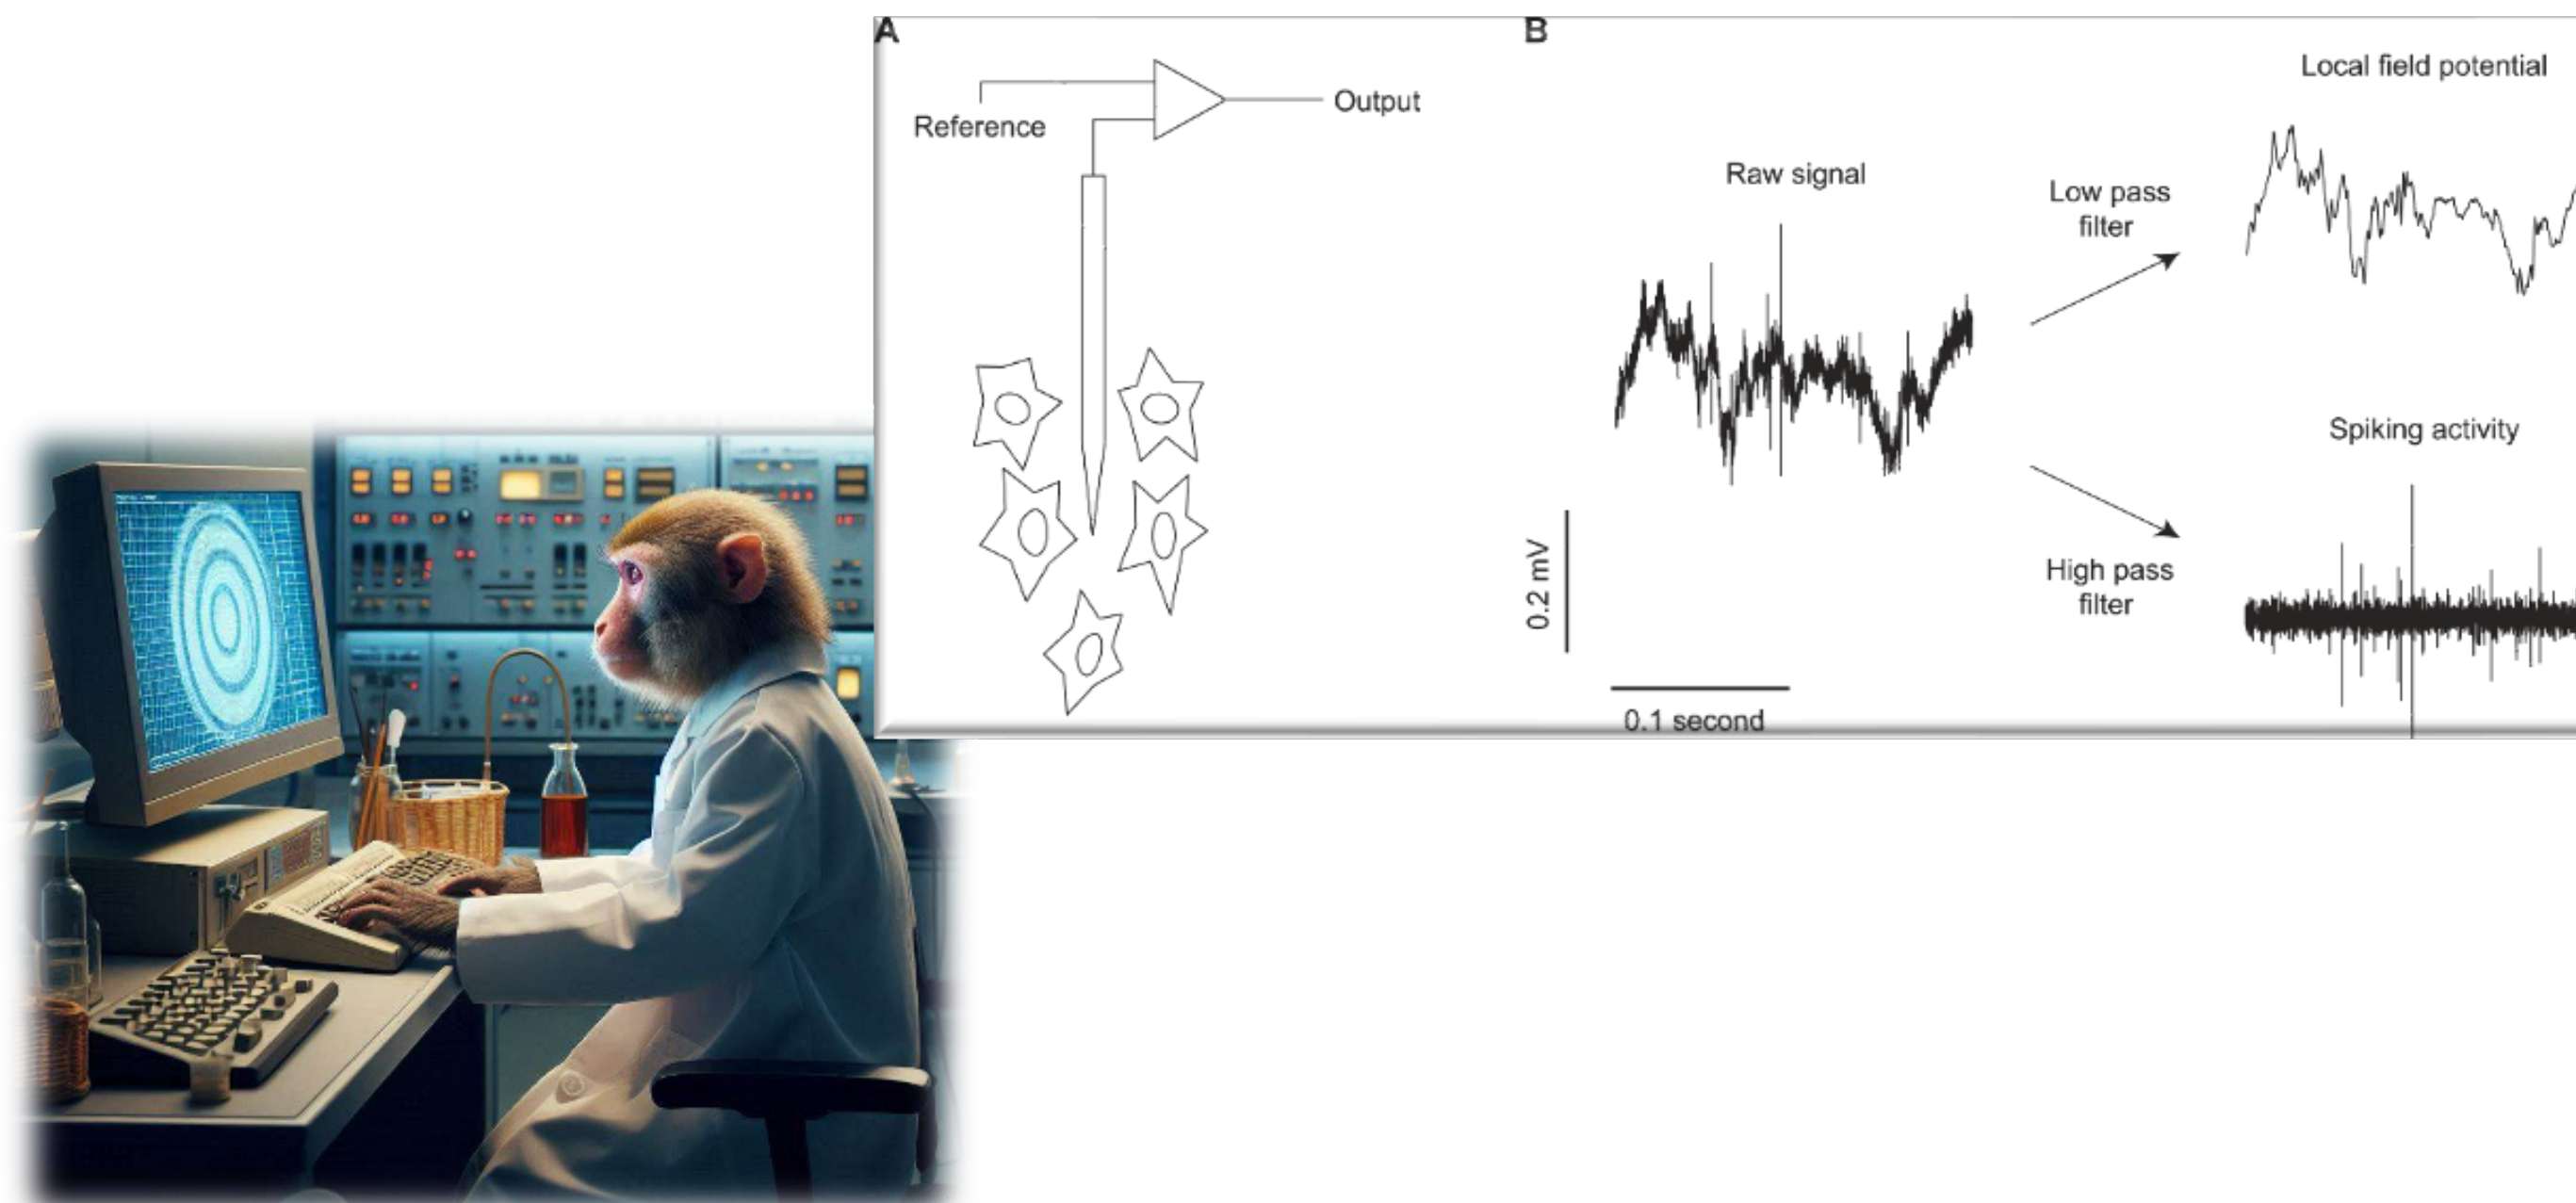 A
Reference
Output
B
Raw signal
Low pass
filter
Local field potential
High pass
filter
Spiking activity
0.2 mV
0.1 second